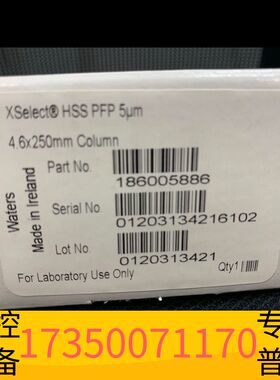 XSelect® HSS PFP 5µm
4.6x250mm Column
Part No.
186005886
Serial No.
01203134216102
Lot No.
0120313421
Waters
Made in Ireland
For Laboratory Use Only
Qty1
控
专
备
17350071170
普